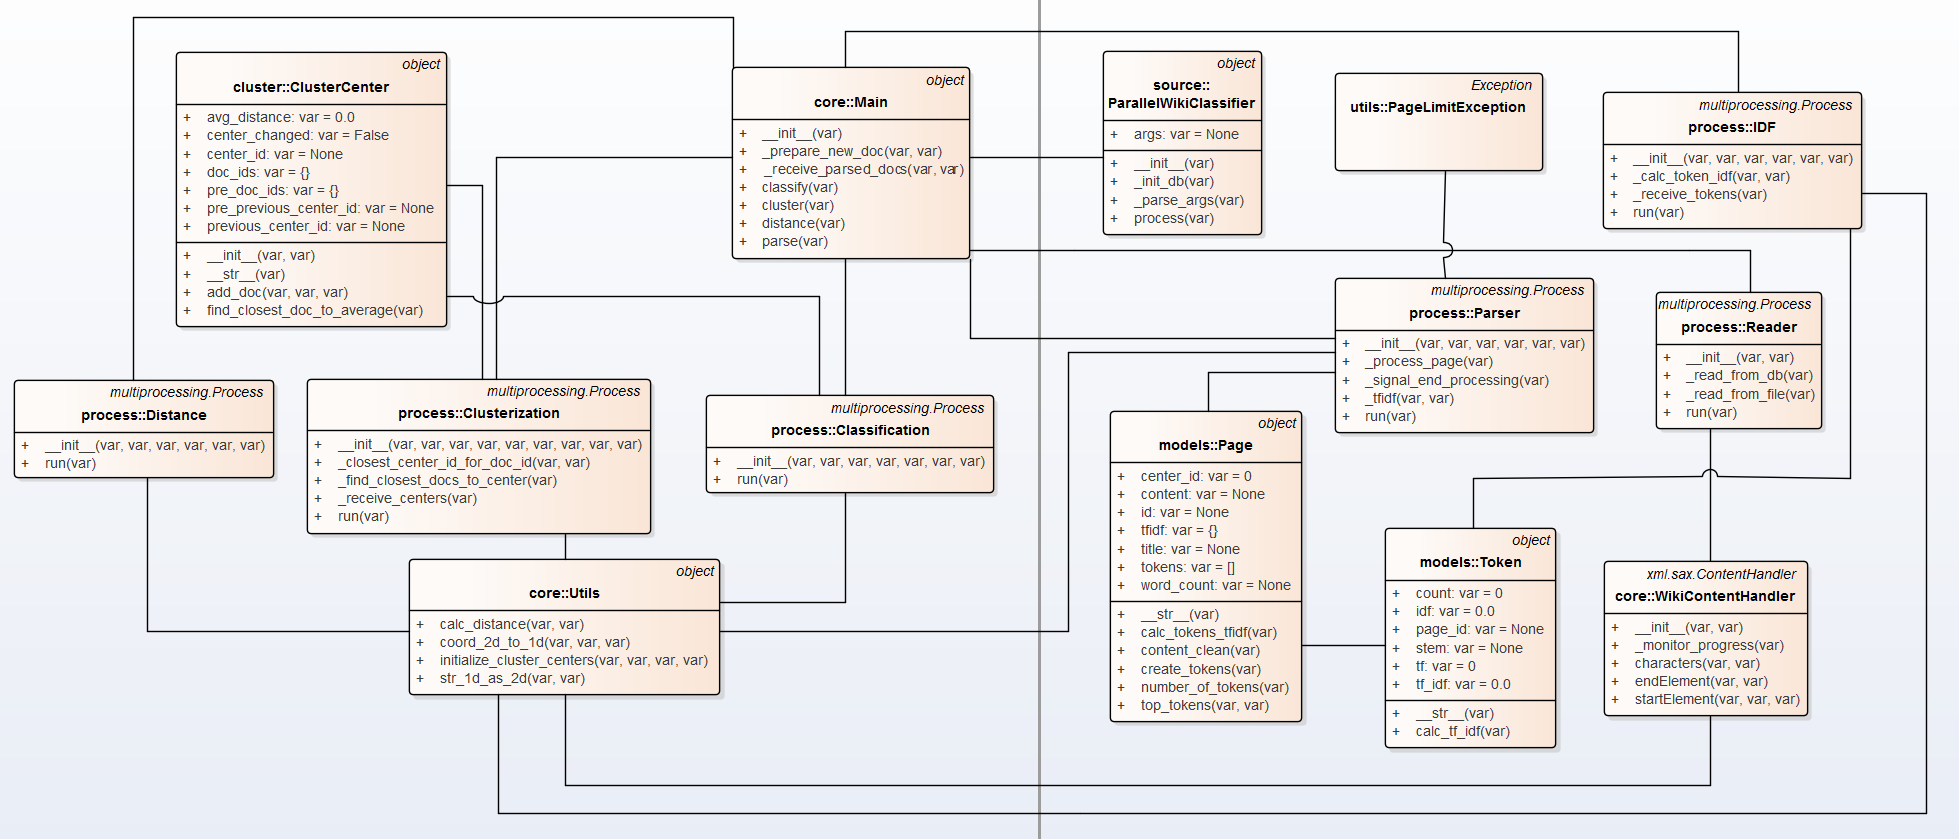 object
cluster::ClusterCenter
+ avg_distance: var = 0.0
+ center_changed: var = False
+ center_id: var = None
+ doc_ids: var = {}
+ pre_doc_ids: var = {}
+ pre_previous_center_id: var = None
+ previous_center_id: var = None
+ __init__(var, var)
+ __str__(var)
+ add_doc(var, var, var)
+ find_closest_doc_to_average(var)
object
core::Main
+ __init__(var)
+ _prepare_new_doc(var, var)
+ _receive_parsed_docs(var, var)
+ classify(var)
+ cluster(var)
+ distance(var)
+ parse(var)
object
source::
ParallelWikiClassifier
+ args: var = None
+ __init__(var)
+ _init_db(var)
+ _parse_args(var)
+ process(var)
Exception
utils::PageLimitException
multiprocessing.Process
process::IDF
+ __init__(var, var, var, var, var, var)
+ _calc_token_idf(var, var)
+ _receive_tokens(var)
+ run(var)
multiprocessing.Process
process::Parser
+ __init__(var, var, var, var, var, var)
+ _process_page(var)
+ _signal_end_processing(var)
+ _tfidf(var, var)
+ run(var)
multiprocessing.Process
process::Reader
+ __init__(var, var)
+ _read_from_db(var)
+ _read_from_file(var)
+ run(var)
multiprocessing.Process
process::Distance
+ __init__(var, var, var, var, var, var)
+ run(var)
multiprocessing.Process
process::Clusterization
+ __init__(var, var, var, var, var, var, var, var, var)
+ _closest_center_id_for_doc_id(var, var)
+ _find_closest_docs_to_center(var)
+ _receive_centers(var)
+ run(var)
multiprocessing.Process
process::Classification
+ __init__(var, var, var, var, var, var, var)
+ run(var)
object
models::Page
+ center_id: var = 0
+ content: var = None
+ id: var = None
+ tfidf: var = {}
+ title: var = None
+ tokens: var = []
+ word_count: var = None
+ __str__(var)
+ calc_tokens_tfidf(var)
+ content_clean(var)
+ create_tokens(var)
+ number_of_tokens(var)
+ top_tokens(var, var)
object
models::Token
+ count: var = 0
+ idf: var = 0.0
+ page_id: var = None
+ stem: var = None
+ tf: var = 0
+ tf_idf: var = 0.0
+ __str__(var)
+ calc_tf_idf(var)
xml.sax.ContentHandler
core::WikiContentHandler
+ __init__(var, var)
+ _monitor_progress(var)
+ characters(var, var)
+ endElement(var, var)
+ startElement(var, var, var)
object
core::Utils
+ calc_distance(var, var)
+ coord_2d_to_1d(var, var, var)
+ initialize_cluster_centers(var, var, var, var)
+ str_1d_as_2d(var, var)